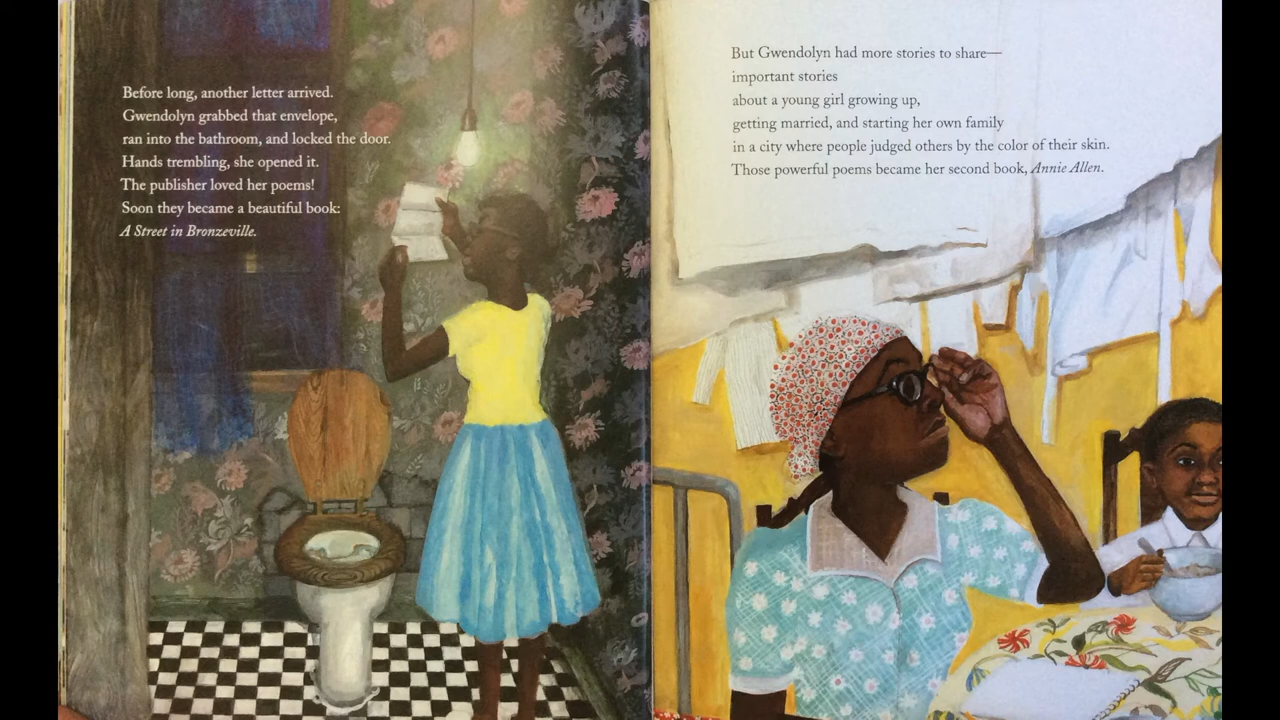 Before long, another letter arrived.
Gwendolyn grabbed that envelope,
ran into the bathroom, and locked the door.
Hands trembling, she opened it.
The publisher loved her poems!
Soon they became a beautiful book:
A Street in Bronzeville.
But Gwendolyn had more stories to share—
important stories
about a young girl growing up,
getting married, and starting her own family
in a city where people judged others by the color of their skin.
Those powerful poems became her second book, Annie Allen.